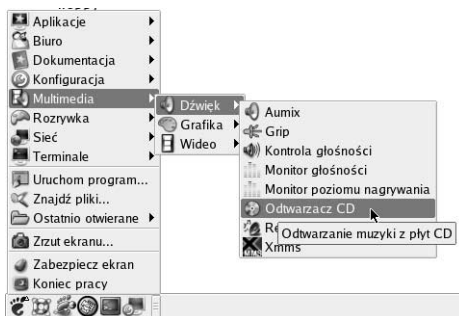 Aplikacje
Biuro
Dokumentacja
Konfiguracja
Multimedia
Rozrywka
Sieć
Terminale
Uruchom program...
Znajdź pliki...
Ostatnio otwierane
Zrzut ekranu...
Zabezpiecz ekran
Koniec pracy
Dźwięk
Grafika
Wideo
Aumix
Grip
Kontrola głośności
Monitor głośności
Monitor poziomu nagrywania
Odtwarzacz CD
Odtwarzanie muzyki z płyt CD
Xmms